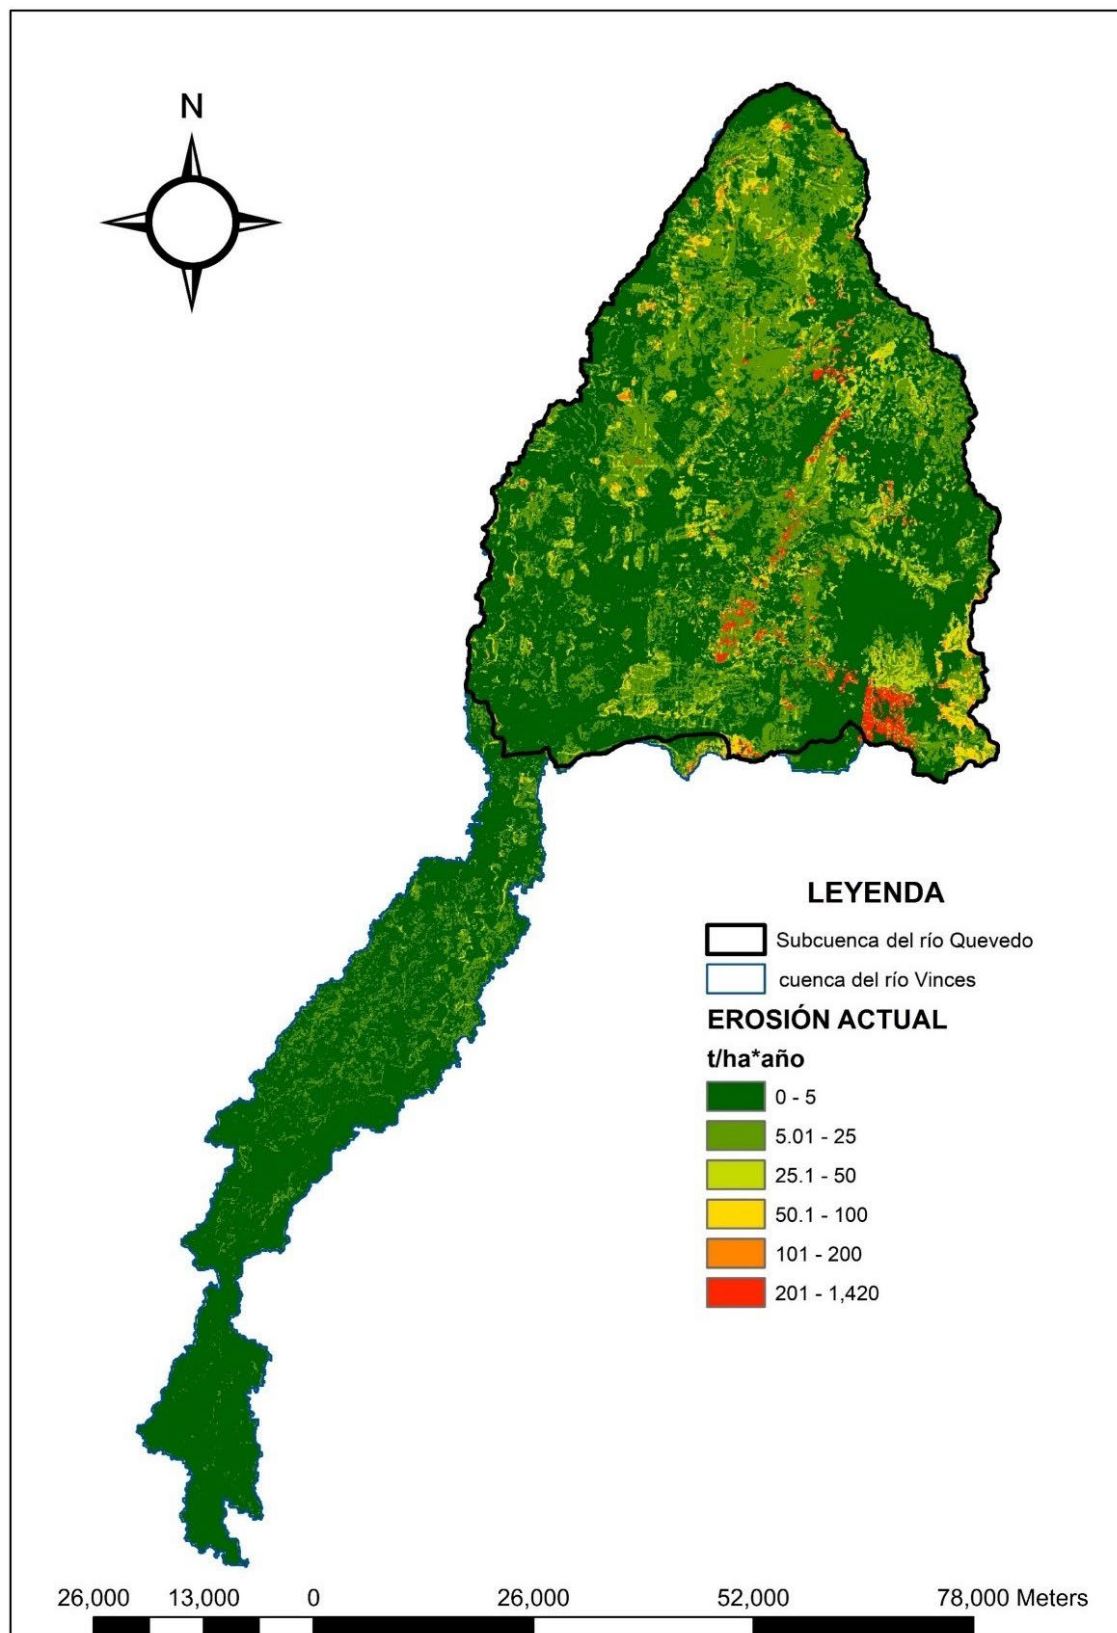 N
LEYENDA
Subcuenca del río Quevedo
cuenca del río Vinces
EROSIÓN ACTUAL
t/ha*año
0 - 5
5.01 - 25
25.1 - 50
50.1 - 100
101 - 200
201 - 1,420
26,000 13,000 0 26,000 52,000 78,000 Meters